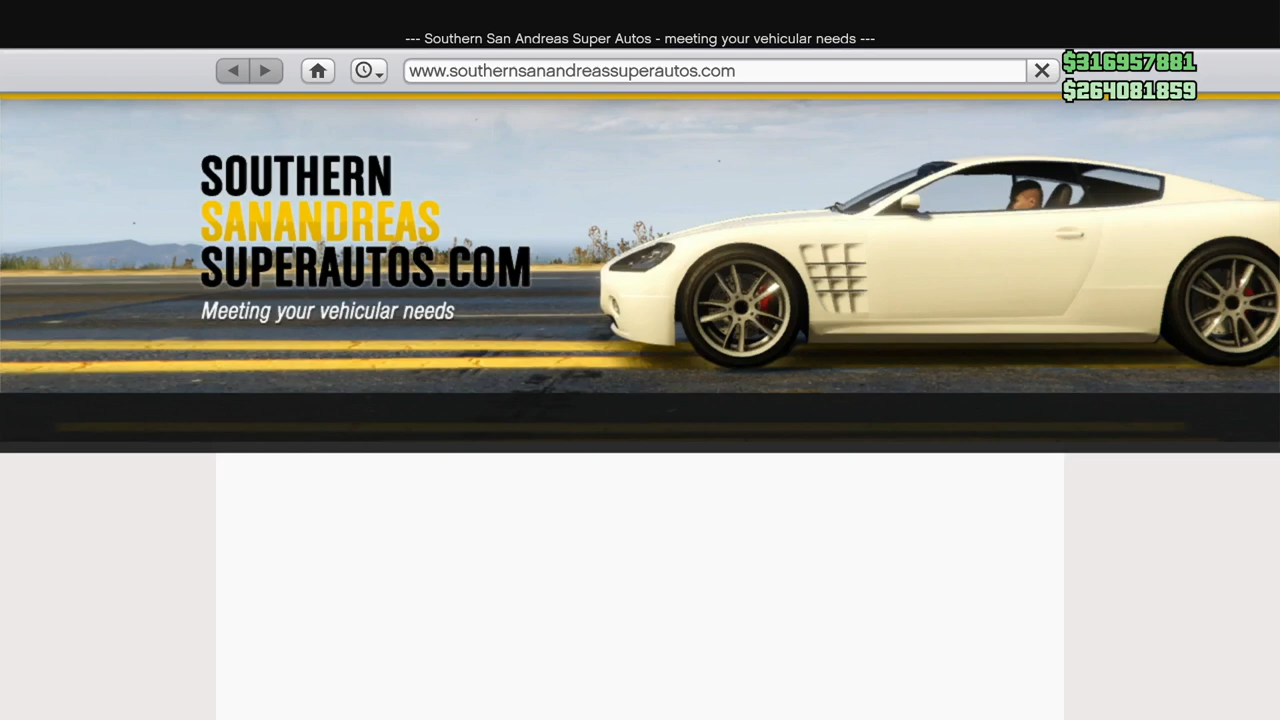 --- Southern San Andreas Super Autos - meeting your vehicular needs ---
www.southernsanandreassuperautos.com
$316957881
$264081859
SOUTHERN
SANANDREAS
SUPERAUTOS.COM
Meeting your vehicular needs